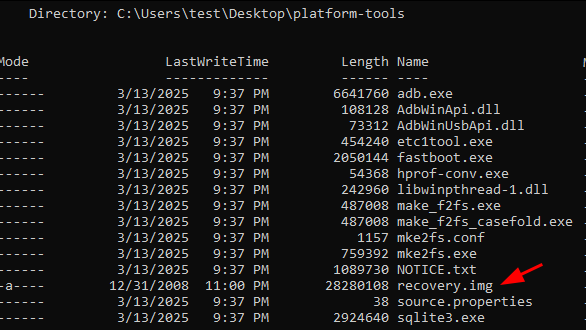 Directory: C:\Users\test\Desktop\platform-tools
Mode LastWriteTime Length Name
---- ------------- ------ ----
------ 3/13/2025 9:37 PM 6641760 adb.exe
------ 3/13/2025 9:37 PM 108128 AdbWinApi.dll
------ 3/13/2025 9:37 PM 73312 AdbWinUsbApi.dll
------ 3/13/2025 9:37 PM 454240 etc1tool.exe
------ 3/13/2025 9:37 PM 2050144 fastboot.exe
------ 3/13/2025 9:37 PM 54368 hprof-conv.exe
------ 3/13/2025 9:37 PM 242960 libwinpthread-1.dll
------ 3/13/2025 9:37 PM 487008 make_f2fs.exe
------ 3/13/2025 9:37 PM 487008 make_f2fs_casefold.exe
------ 3/13/2025 9:37 PM 1157 mke2fs.conf
------ 3/13/2025 9:37 PM 759392 mke2fs.exe
------ 3/13/2025 9:37 PM 1089730 NOTICE.txt
-a---- 12/31/2008 11:00 PM 28280108 recovery.img
------ 3/13/2025 9:37 PM 38 source.properties
------ 3/13/2025 9:37 PM 2924640 sqlite3.exe